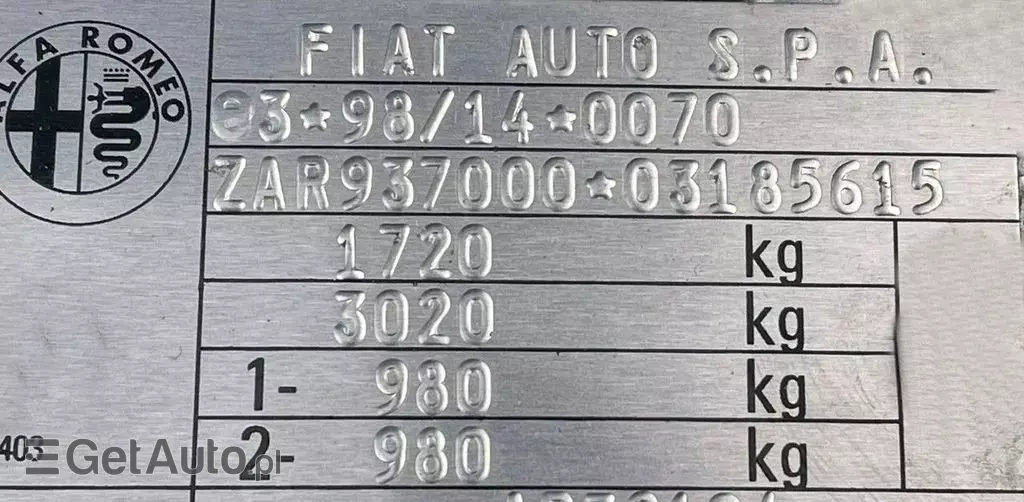 ALFA ROMEO
FIAT AUTO S.P.A.
e3*98/14*0070
ZAR937000*03185615
1720 kg
3020 kg
1- 980 kg
2- 980 kg
403
GetAuto.pl